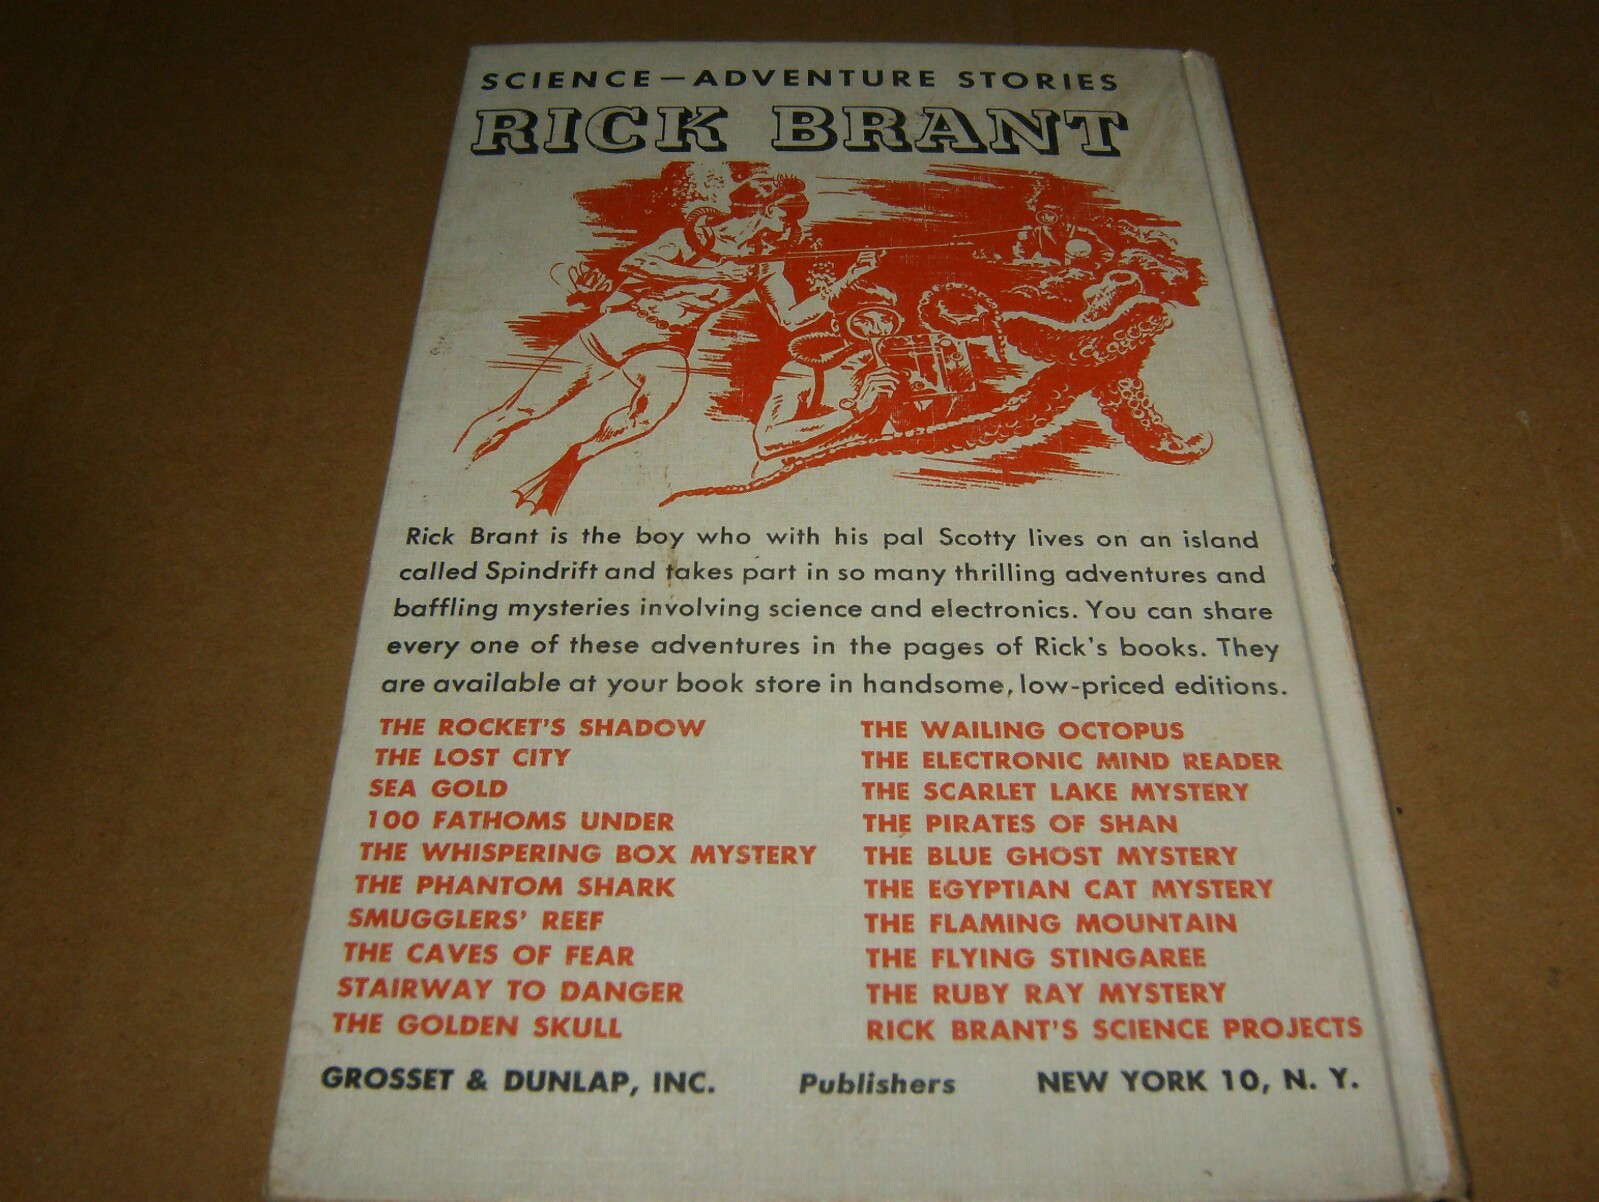 SCIENCE—ADVENTURE STORIES
RICK BRANT
Rick Brant is the boy who with his pal Scotty lives on an island
called Spindrift and takes part in so many thrilling adventures and
baffling mysteries involving science and electronics. You can share
every one of these adventures in the pages of Rick's books. They
are available at your book store in handsome, low-priced editions.
THE ROCKET'S SHADOW
THE LOST CITY
SEA GOLD
100 FATHOMS UNDER
THE WHISPERING BOX MYSTERY
THE PHANTOM SHARK
SMUGGLERS' REEF
THE CAVES OF FEAR
STAIRWAY TO DANGER
THE GOLDEN SKULL
THE WAILING OCTOPUS
THE ELECTRONIC MIND READER
THE SCARLET LAKE MYSTERY
THE PIRATES OF SHAN
THE BLUE GHOST MYSTERY
THE EGYPTIAN CAT MYSTERY
THE FLAMING MOUNTAIN
THE FLYING STINGAREE
THE RUBY RAY MYSTERY
RICK BRANT'S SCIENCE PROJECTS
GROSSET & DUNLAP, INC. Publishers NEW YORK 10, N. Y.